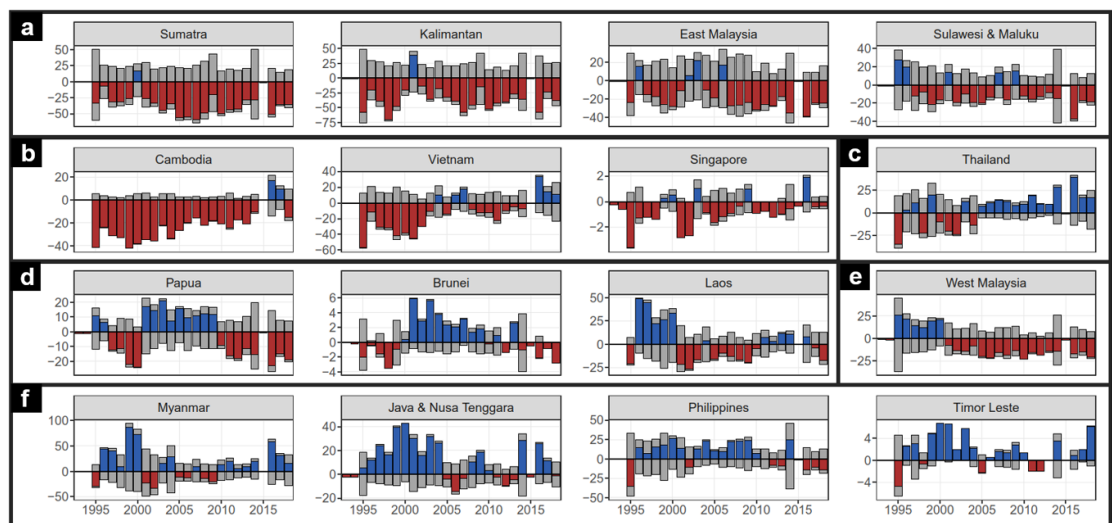 a
Sumatra
Kalimantan
East Malaysia
Sulawesi & Maluku
50
25
0
−25
−50
50
25
0
−25
−50
−75
20
0
−20
−40
40
20
0
−20
−40
b
Cambodia
Vietnam
Singapore
c
Thailand
20
0
−20
−40
40
20
0
−20
−40
−60
2
0
−2
25
0
−25
d
Papua
Brunei
Laos
e
West Malaysia
20
10
0
−10
−20
6
4
2
0
−2
−4
50
25
0
−25
40
20
0
−20
f
Myanmar
Java & Nusa Tenggara
Philippines
Timor Leste
100
50
0
−50
40
20
0
−20
50
25
0
−25
−50
4
0
−4
1995 2000 2005 2010 2015
1995 2000 2005 2010 2015
1995 2000 2005 2010 2015
1995 2000 2005 2010 2015